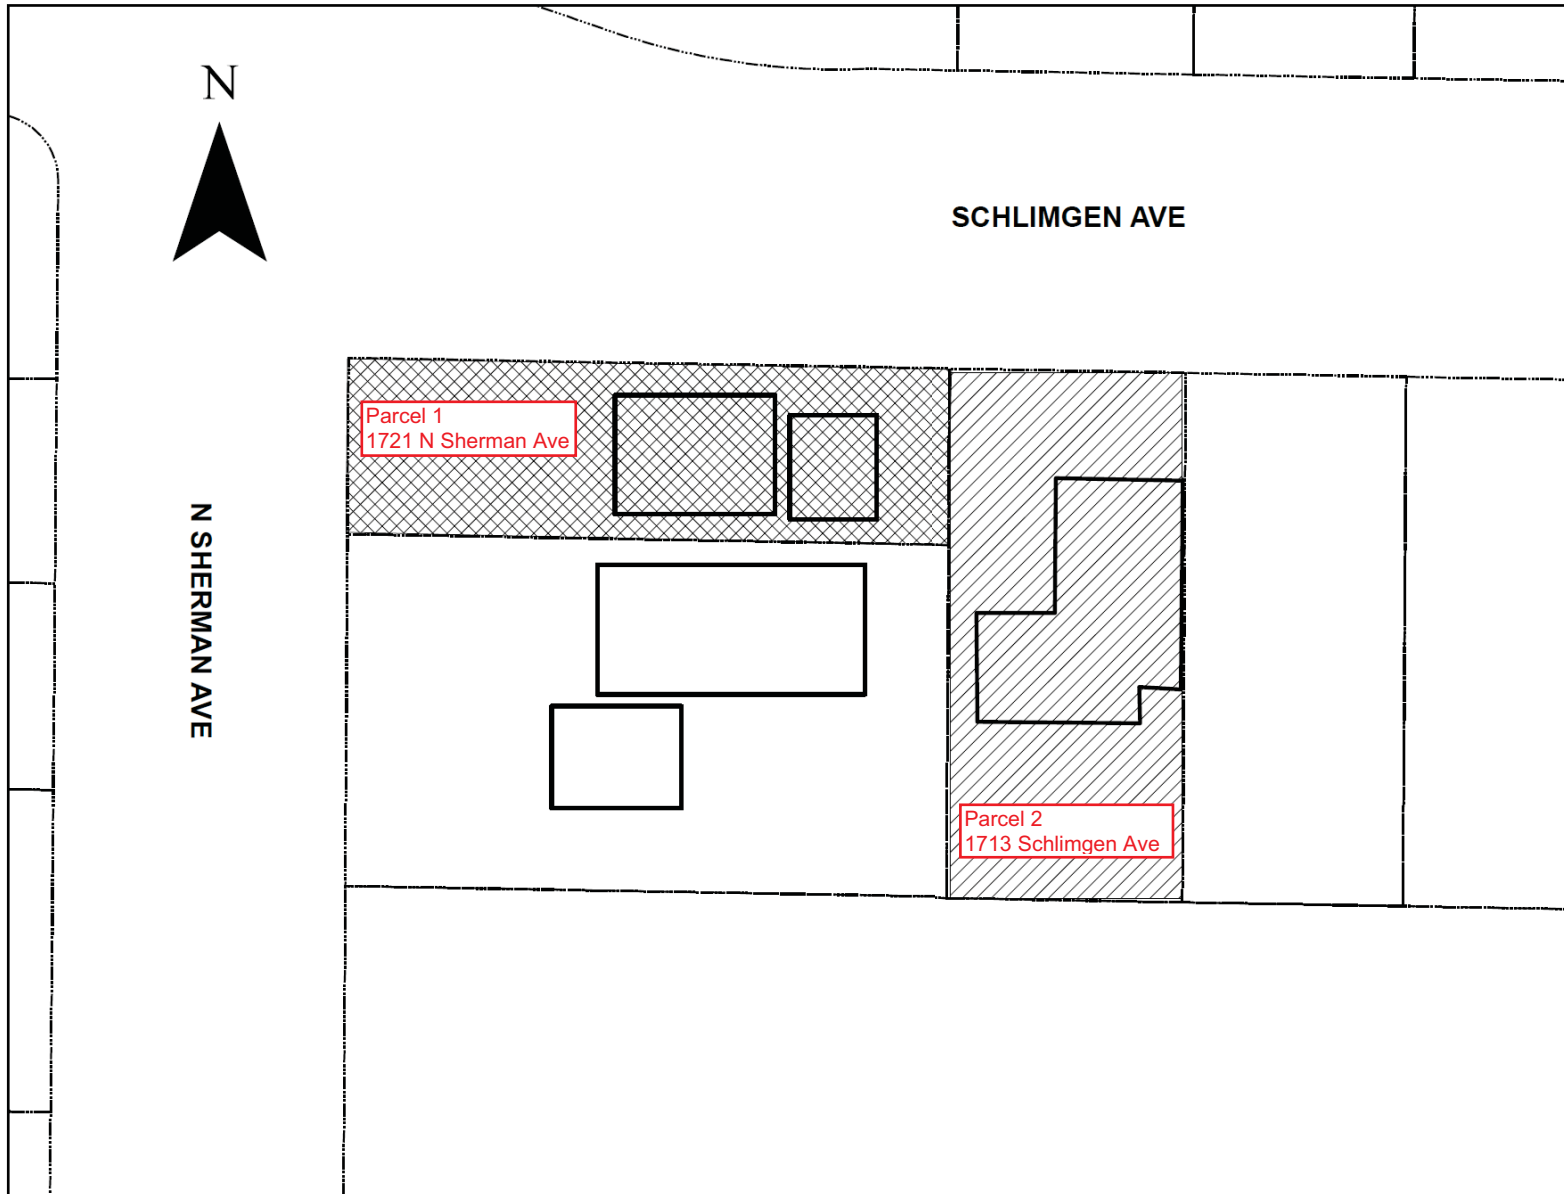 N
SCHLIMGEN AVE
Parcel 1
1721 N Sherman Ave
N SHERMAN AVE
Parcel 2
1713 Schlimgen Ave